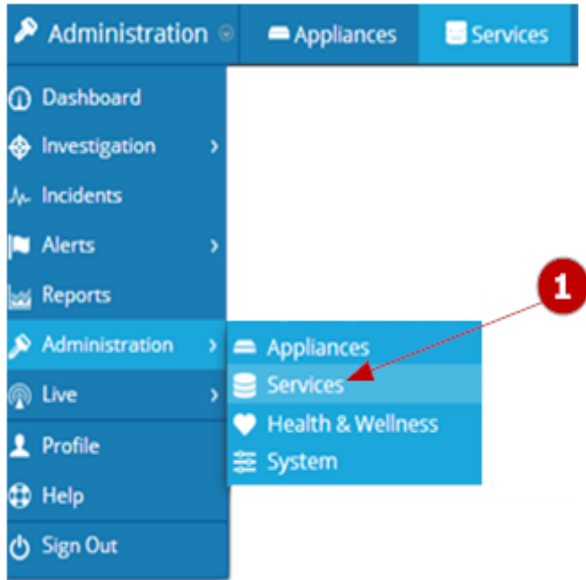 Administration Appliances Services
Dashboard
Investigation
Incidents
Alerts
Reports
1
Administration
Appliances
Services
Health & Wellness
System
Live
Profile
Help
Sign Out